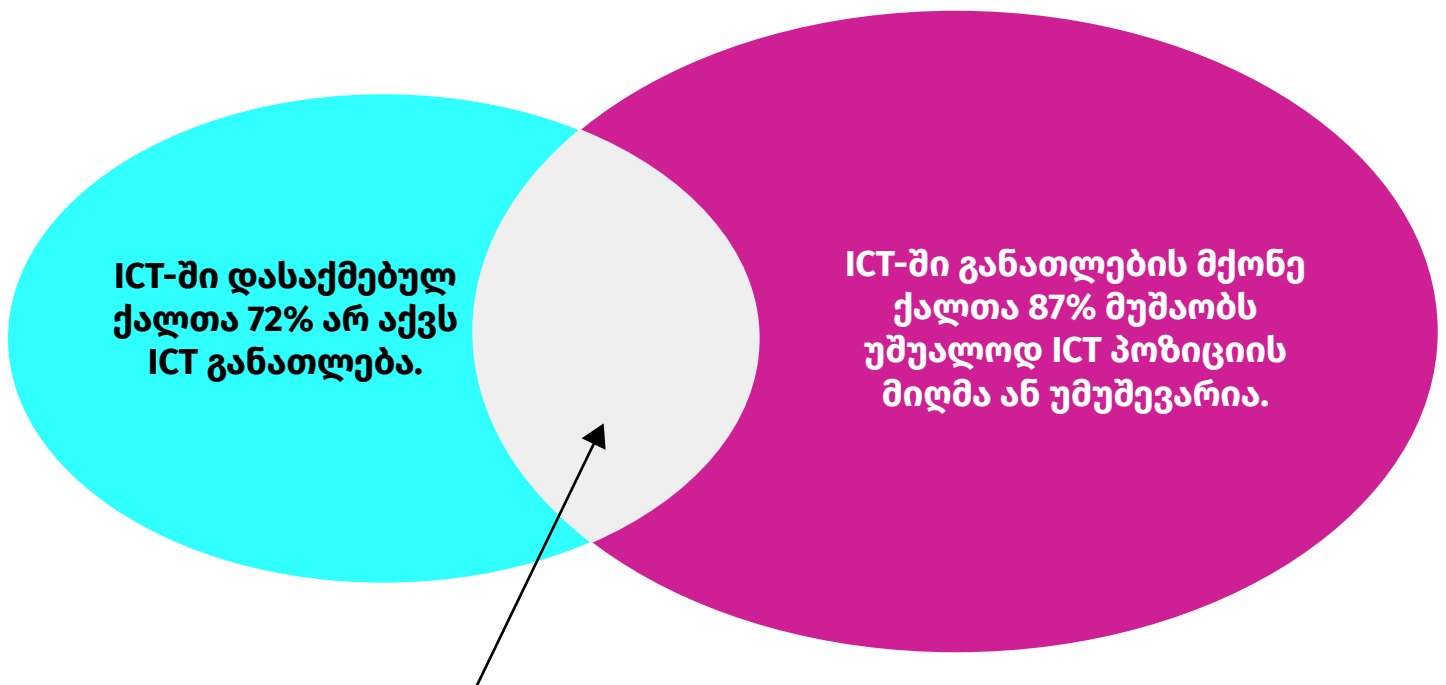 ICT-ში დასაქმებულ
ქალთა 72% არ აქვს
ICT განათლება.
ICT-ში განათლების მქონე
ქალთა 87% მუშაობს
უშუალოდ ICT პოზიციის
მიღმა ან უმუშევარია.